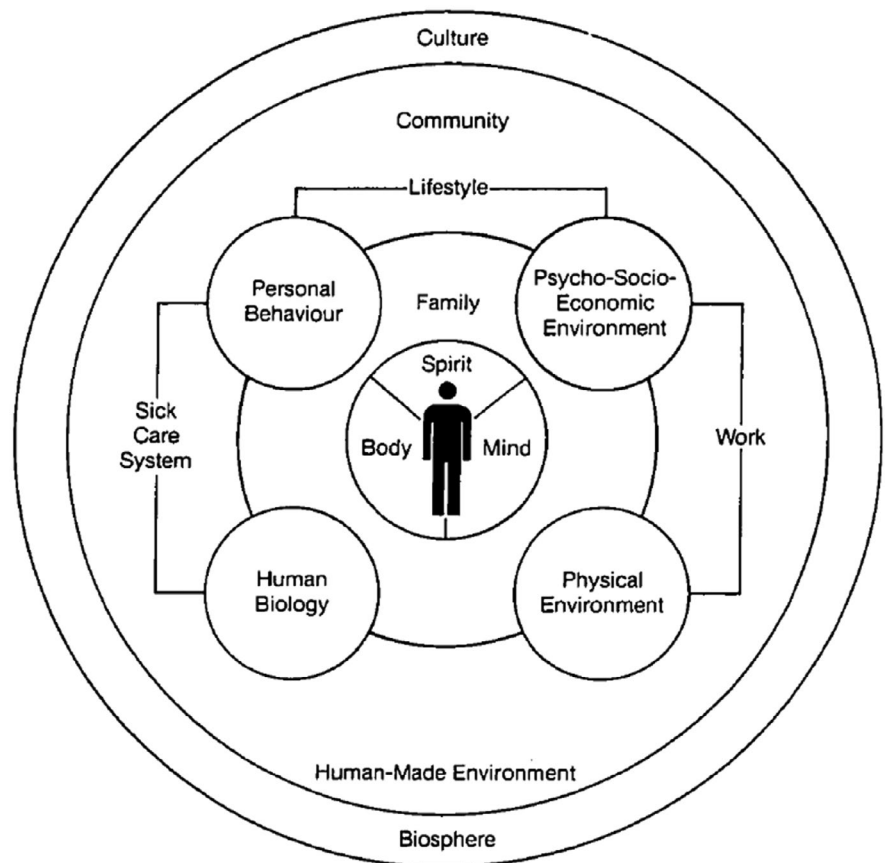 Culture
Community
Lifestyle
Personal
Behaviour
Family
Psycho-Socio-
Economic
Environment
Spirit
Sick
Care
System
Body
Mind
Work
Human
Biology
Physical
Environment
Human-Made Environment
Biosphere